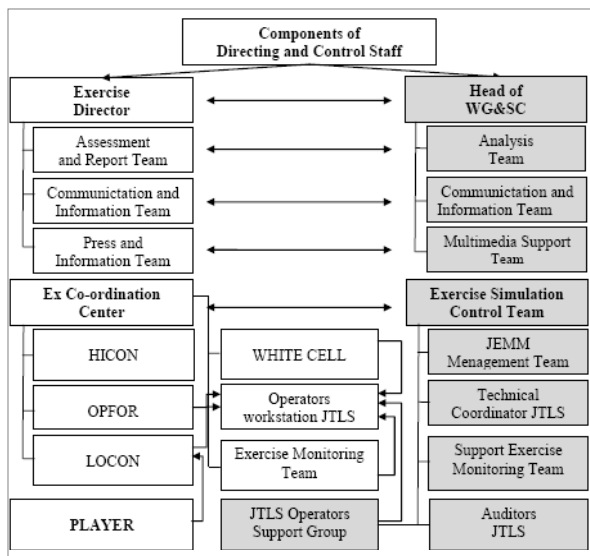 Components of
Directing and Control Staff
Exercise
Director
Head of
WG&SC
Assessment
and Report Team
Analysis
Team
Communictation and
Information Team
Communictation and
Information Team
Press and
Information Team
Multimedia Support
Team
Ex Co-ordination
Center
Exercise Simulation
Control Team
HICON
WHITE CELL
JEMM
Menagement Team
OPFOR
Operators
workstation JTLS
Technical
Coordinator JTLS
LOCON
Exercise Monitoring
Team
Support Exercise
Monitoring Team
PLAYER
JTLS Operators
Support Group
Auditors
JTLS